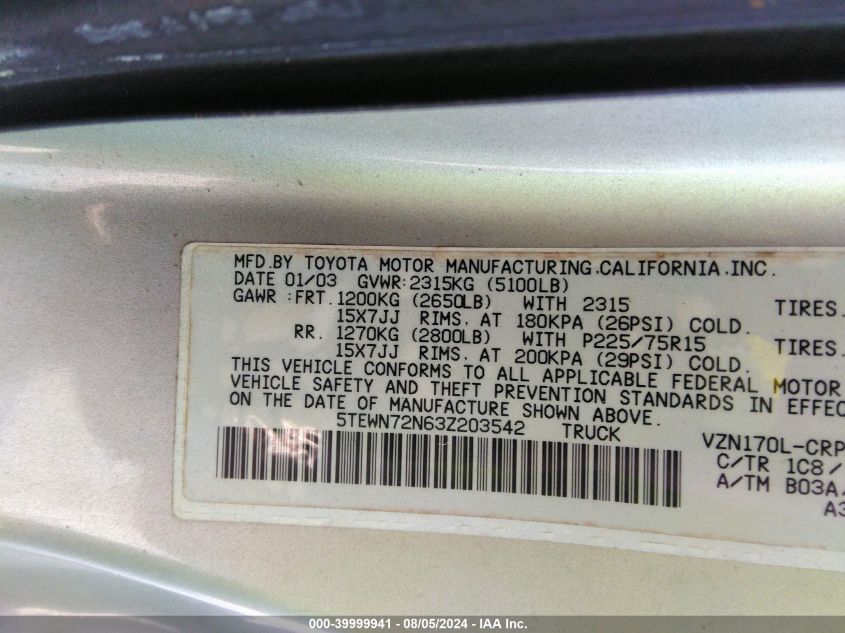 MFD.BY TOYOTA MOTOR MANUFACTURING.CALIFORNIA.INC.
DATE 01/03 GVWR:2315KG (5100LB)
GAWR :FRT.1200KG (2650LB) WITH 2315 TIRES.
15X7JJ RIMS. AT 180KPA (26PSI) COLD.
RR. 1270KG (2800LB) WITH P225/75R15 TIRES.
15X7JJ RIMS. AT 200KPA (29PSI) COLD.
THIS VEHICLE CONFORMS TO ALL APPLICABLE FEDERAL MOTOR
VEHICLE SAFETY AND THEFT PREVENTION STANDARDS IN EFFEC
ON THE DATE OF MANUFACTURE SHOWN ABOVE.
5TEWN72N63Z203542 TRUCK VZN170L-CRP
C/TR 1C8/
A/TM B03A
A3
000-39999941 - 08/05/2024 - IAA Inc.